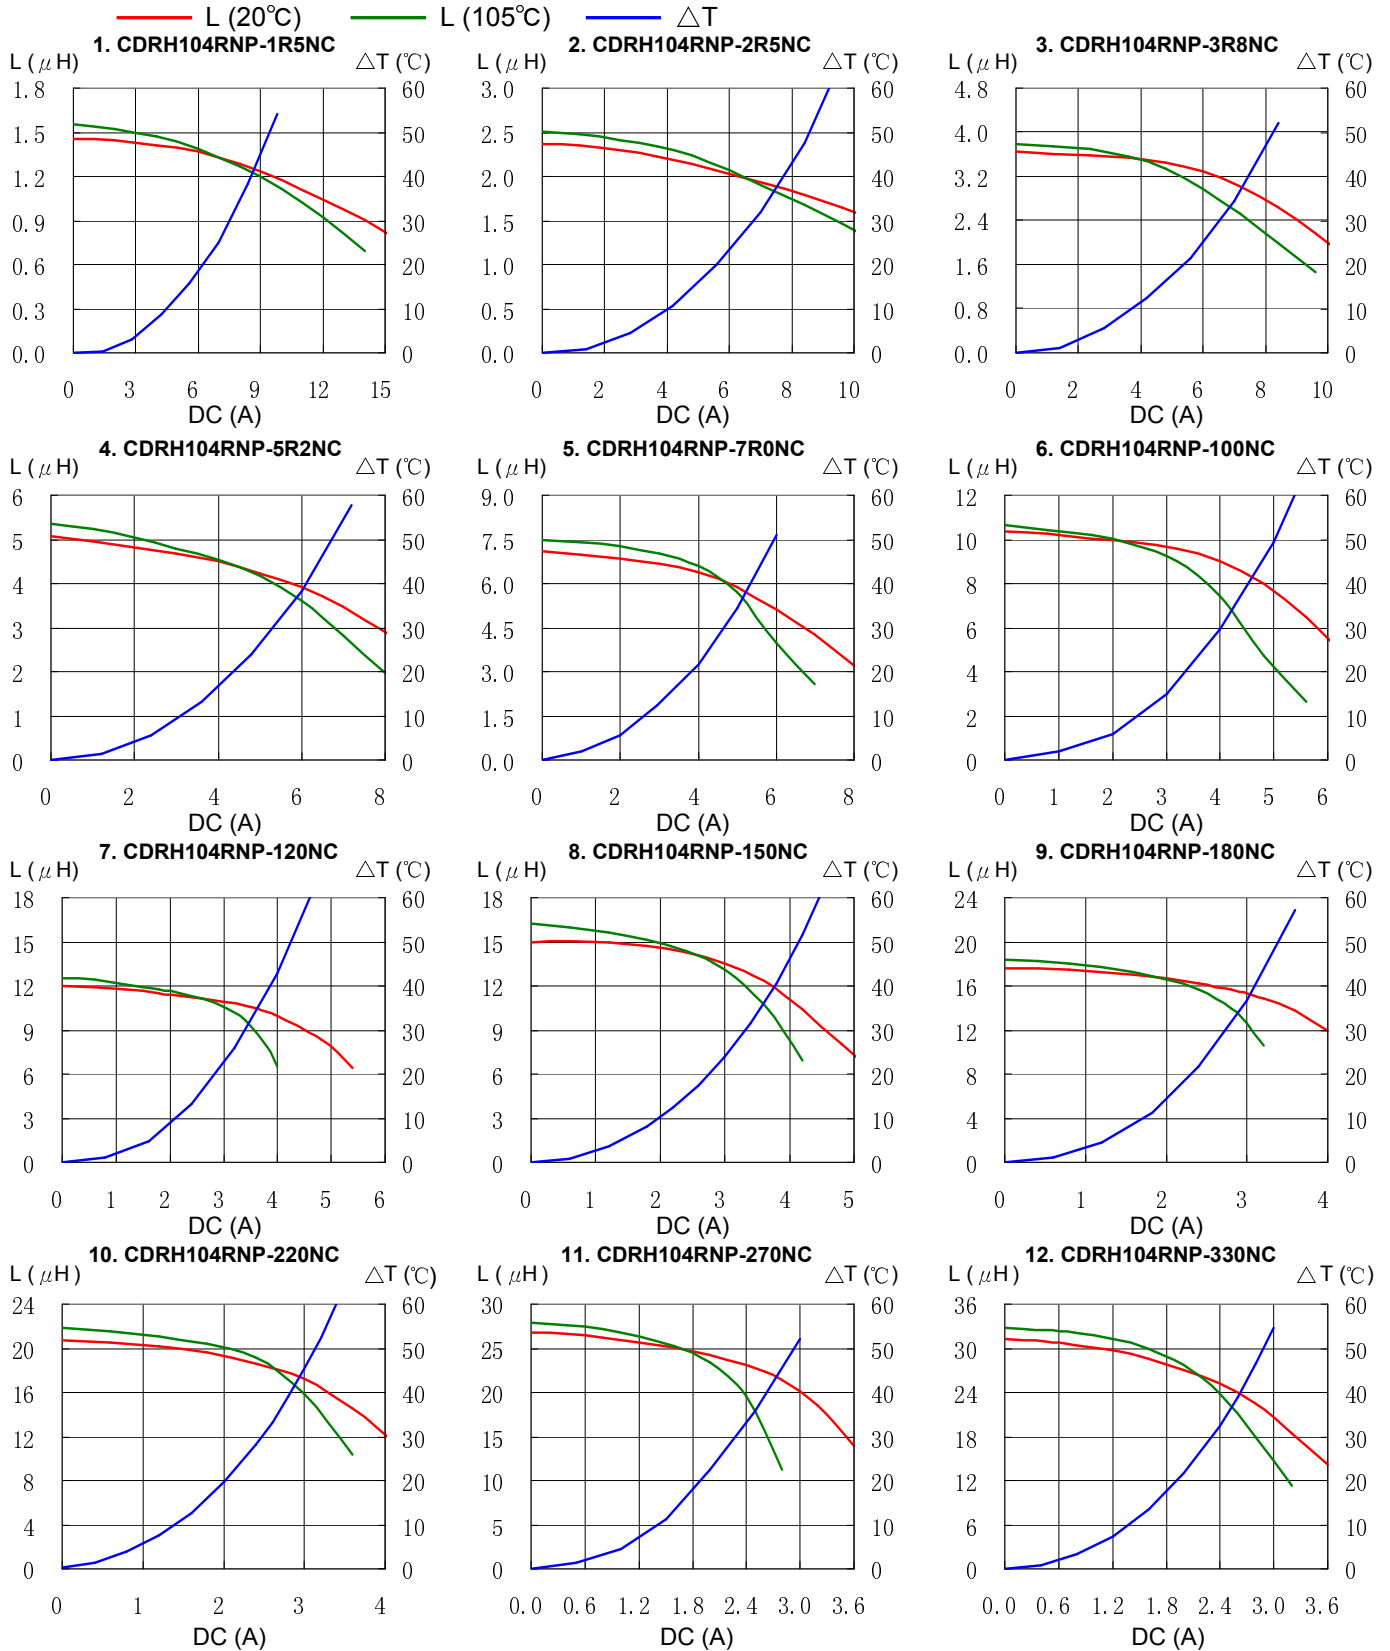 L (20℃) L (105℃) △T
1. CDRH104RNP-1R5NC 2. CDRH104RNP-2R5NC 3. CDRH104RNP-3R8NC
L (μH) △T (℃) L (μH) △T (℃) L (μH) △T (℃)
1.8 60 3.0 60 4.8 60
1.5 50 2.5 50 4.0 50
1.2 40 2.0 40 3.2 40
0.9 30 1.5 30 2.4 30
0.6 20 1.0 20 1.6 20
0.3 10 0.5 10 0.8 10
0.0 0 0.0 0 0.0 0
0 3 6 9 12 15 0 2 4 6 8 10 0 2 4 6 8 10
DC (A) DC (A) DC (A)
4. CDRH104RNP-5R2NC 5. CDRH104RNP-7R0NC 6. CDRH104RNP-100NC
L (μH) △T (℃) L (μH) △T (℃) L (μH) △T (℃)
6 60 9.0 60 12 60
5 50 7.5 50 10 50
4 40 6.0 40 8 40
3 30 4.5 30 6 30
2 20 3.0 20 4 20
1 10 1.5 10 2 10
0 0 0.0 0 0 0
0 2 4 6 8 0 2 4 6 8 0 1 2 3 4 5 6
DC (A) DC (A) DC (A)
7. CDRH104RNP-120NC 8. CDRH104RNP-150NC 9. CDRH104RNP-180NC
L (μH) △T (℃) L (μH) △T (℃) L (μH) △T (℃)
18 60 18 60 24 60
15 50 15 50 20 50
12 40 12 40 16 40
9 30 9 30 12 30
6 20 6 20 8 20
3 10 3 10 4 10
0 0 0 0 0 0
0 1 2 3 4 5 6 0 1 2 3 4 5 0 1 2 3 4
DC (A) DC (A) DC (A)
10. CDRH104RNP-220NC 11. CDRH104RNP-270NC 12. CDRH104RNP-330NC
L (μH) △T (℃) L (μH) △T (℃) L (μH) △T (℃)
24 60 30 60 36 60
20 50 25 50 30 50
16 40 20 40 24 40
12 30 15 30 18 30
8 20 10 20 12 20
4 10 5 10 6 10
0 0 0 0 0 0
0 1 2 3 4 0.0 0.6 1.2 1.8 2.4 3.0 3.6 0.0 0.6 1.2 1.8 2.4 3.0 3.6
DC (A) DC (A) DC (A)